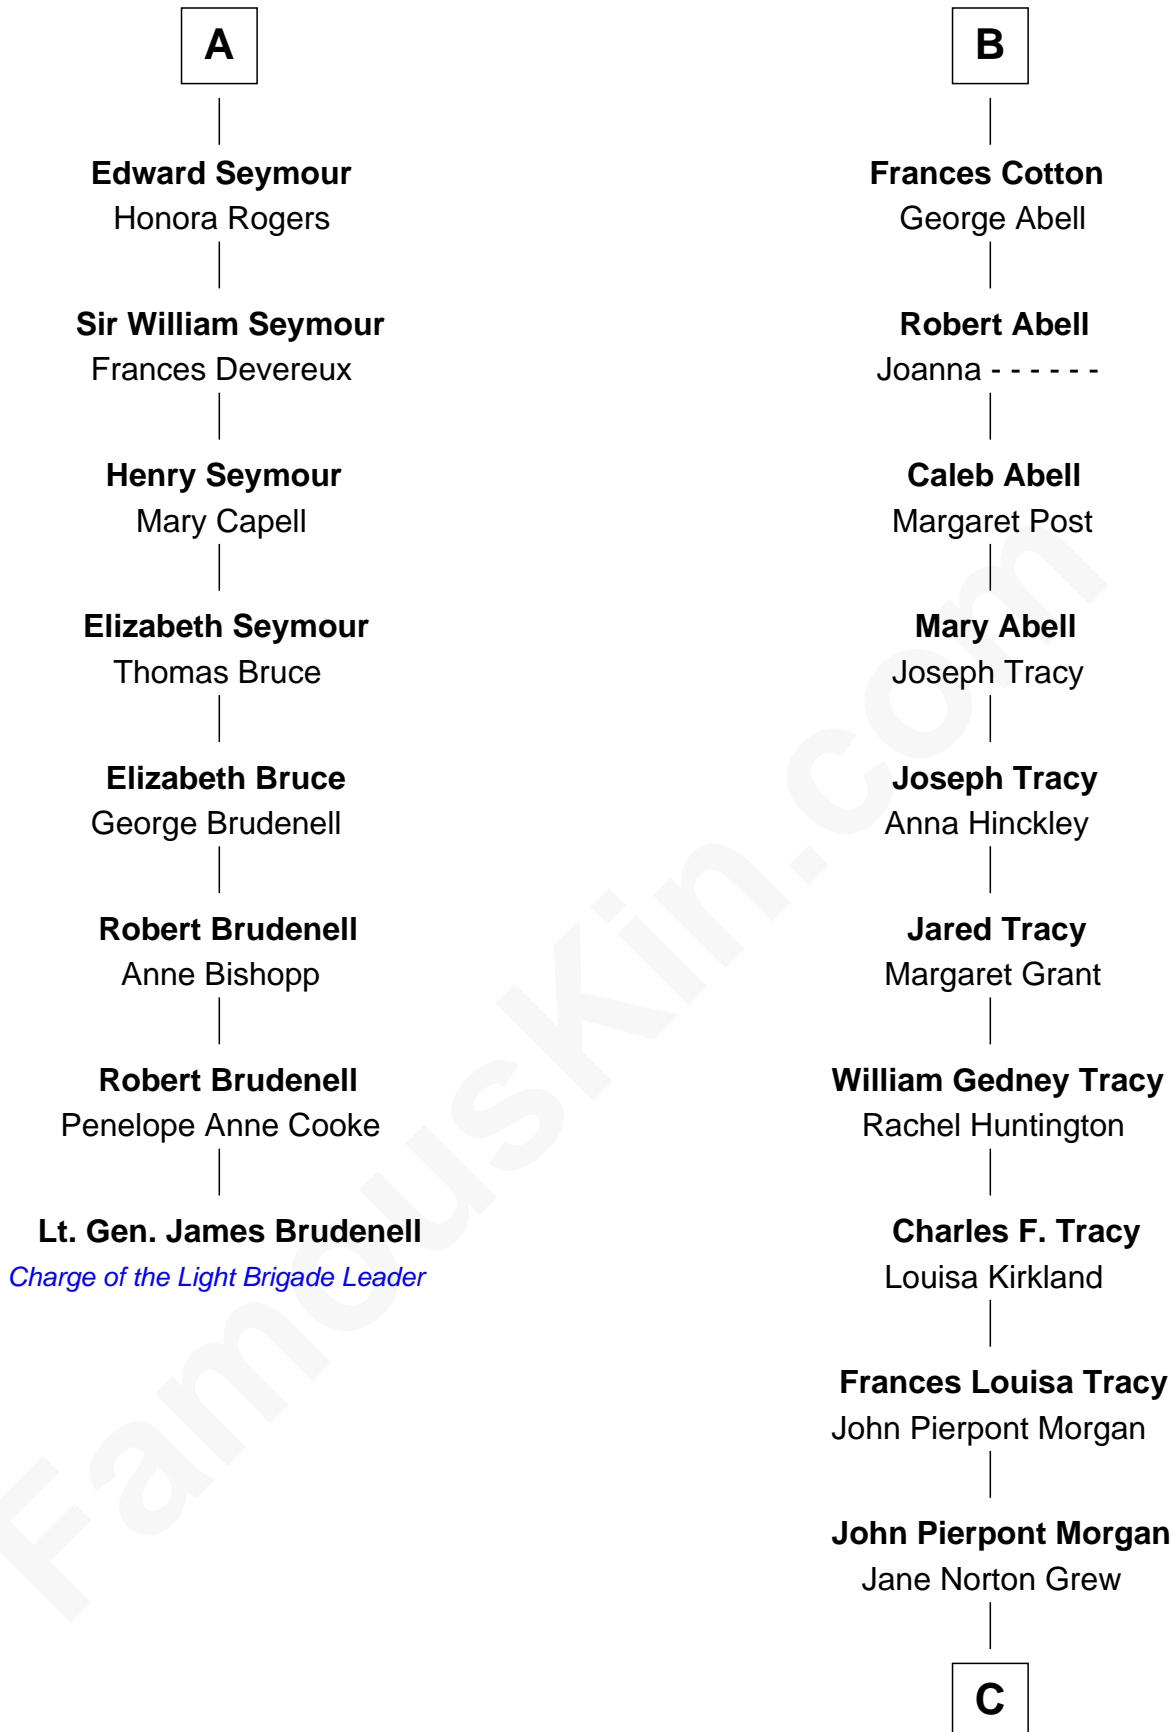 A
Edward Seymour
Honora Rogers
Sir William Seymour
Frances Devereux
Henry Seymour
Mary Capell
Elizabeth Seymour
Thomas Bruce
Elizabeth Bruce
George Brudenell
Robert Brudenell
Anne Bishopp
Robert Brudenell
Penelope Anne Cooke
Lt. Gen. James Brudenell
Charge of the Light Brigade Leader
B
Frances Cotton
George Abell
Robert Abell
Joanna - - - - - -
Caleb Abell
Margaret Post
Mary Abell
Joseph Tracy
Joseph Tracy
Anna Hinckley
Jared Tracy
Margaret Grant
William Gedney Tracy
Rachel Huntington
Charles F. Tracy
Louisa Kirkland
Frances Louisa Tracy
John Pierpont Morgan
John Pierpont Morgan
Jane Norton Grew
C
FamousKin.com